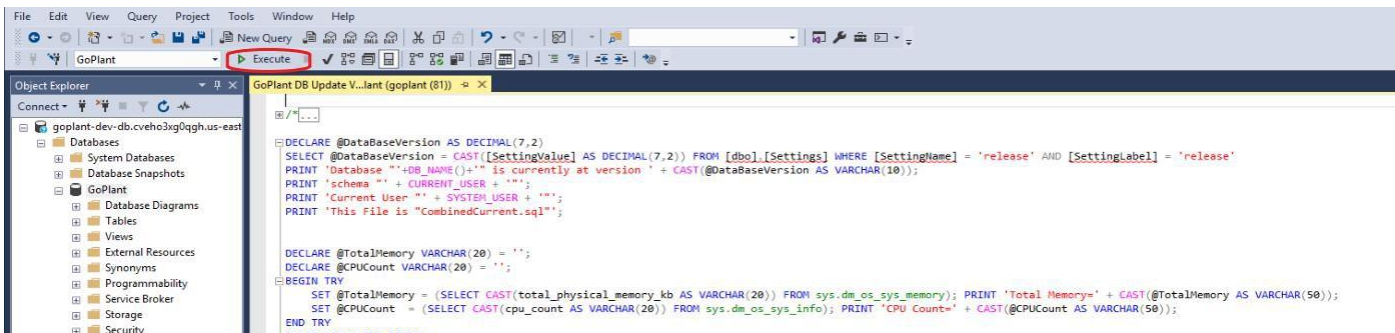 File Edit View Query Project Tools Window Help
New Query MDX DMX XMLA DAX
GoPlant Execute
Object Explorer
Connect
goplant-dev-db.cveho3xg0qgh.us-east
Databases
System Databases
Database Snapshots
GoPlant
Database Diagrams
Tables
Views
External Resources
Synonyms
Programmability
Service Broker
Storage
Security
GoPlant DB Update V...lant (goplant (81))
/*...
DECLARE @DataBaseVersion AS DECIMAL(7,2)
SELECT @DataBaseVersion = CAST([SettingValue] AS DECIMAL(7,2)) FROM [dbo].[Settings] WHERE [SettingName] = 'release' AND [SettingLabel] = 'release'
PRINT 'Database "'+DB_NAME()+'" is currently at version ' + CAST(@DataBaseVersion AS VARCHAR(10));
PRINT 'schema "' + CURRENT_USER + '"';
PRINT 'Current User "' + SYSTEM_USER + '"';
PRINT 'This File is "CombinedCurrent.sql"';
DECLARE @TotalMemory VARCHAR(20) = '';
DECLARE @CPUCount VARCHAR(20) = '';
BEGIN TRY
SET @TotalMemory = (SELECT CAST(total_physical_memory_kb AS VARCHAR(20)) FROM sys.dm_os_sys_memory); PRINT 'Total Memory=' + CAST(@TotalMemory AS VARCHAR(50));
SET @CPUCount = (SELECT CAST(cpu_count AS VARCHAR(20)) FROM sys.dm_os_sys_info); PRINT 'CPU Count=' + CAST(@CPUCount AS VARCHAR(50));
END TRY